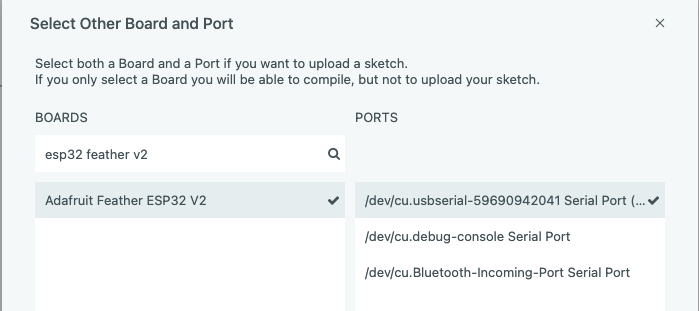 Select Other Board and Port
Select both a Board and a Port if you want to upload a sketch.
If you only select a Board you will be able to compile, but not to upload your sketch.
BOARDS
PORTS
esp32 feather v2
Adafruit Feather ESP32 V2
/dev/cu.usbserial-59690942041 Serial Port (...
/dev/cu.debug-console Serial Port
/dev/cu.Bluetooth-Incoming-Port Serial Port